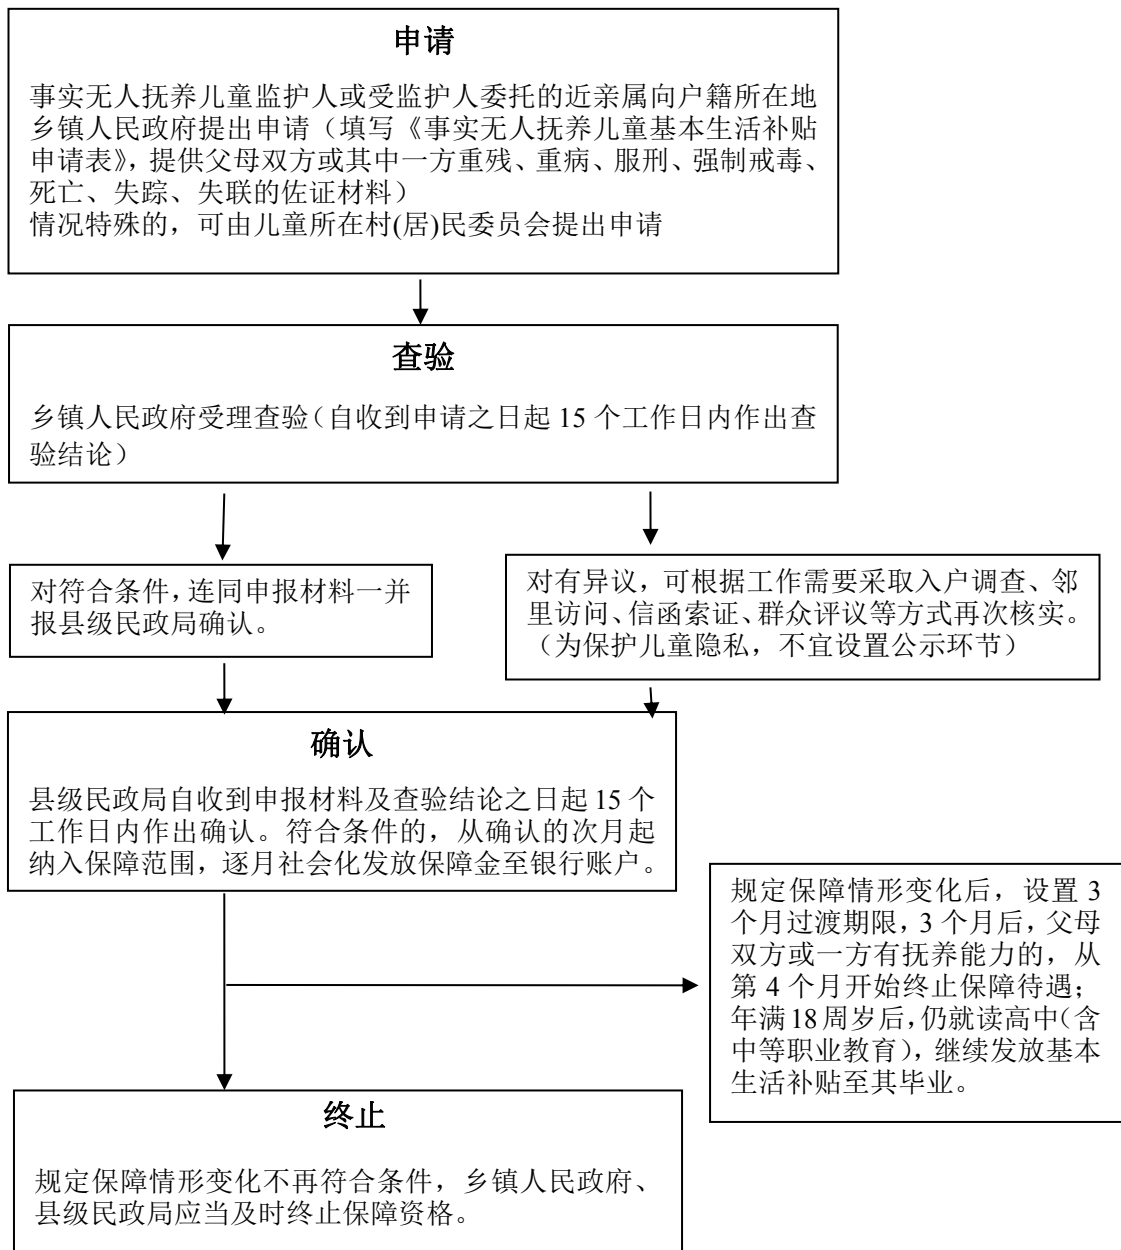 申请
事实无人抚养儿童监护人或受监护人委托的近亲属向户籍所在地
乡镇人民政府提出申请（填写《事实无人抚养儿童基本生活补贴
申请表》，提供父母双方或其中一方重残、重病、服刑、强制戒毒、
死亡、失踪、失联的佐证材料）
情况特殊的，可由儿童所在村(居)民委员会提出申请
查验
乡镇人民政府受理查验（自收到申请之日起 15 个工作日内作出查
验结论）
对符合条件，连同申报材料一并
报县级民政局确认。
对有异议，可根据工作需要采取入户调查、邻
里访问、信函索证、群众评议等方式再次核实。
（为保护儿童隐私，不宜设置公示环节）
确认
县级民政局自收到申报材料及查验结论之日起 15 个
工作日内作出确认。符合条件的，从确认的次月起
纳入保障范围，逐月社会化发放保障金至银行账户。
规定保障情形变化后，设置 3
个月过渡期限，3 个月后，父母
双方或一方有抚养能力的，从
第 4 个月开始终止保障待遇；
年满 18 周岁后，仍就读高中（含
中等职业教育），继续发放基本
生活补贴至其毕业。
终止
规定保障情形变化不再符合条件，乡镇人民政府、
县级民政局应当及时终止保障资格。